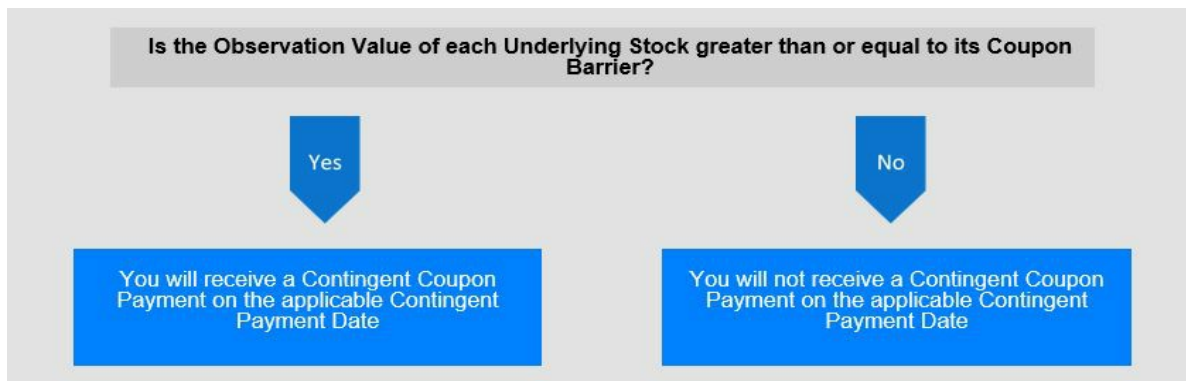 Is the Observation Value of each Underlying Stock greater than or equal to its Coupon
Barrier?
Yes
No
You will receive a Contingent Coupon
Payment on the applicable Contingent
Payment Date
You will not receive a Contingent Coupon
Payment on the applicable Contingent
Payment Date